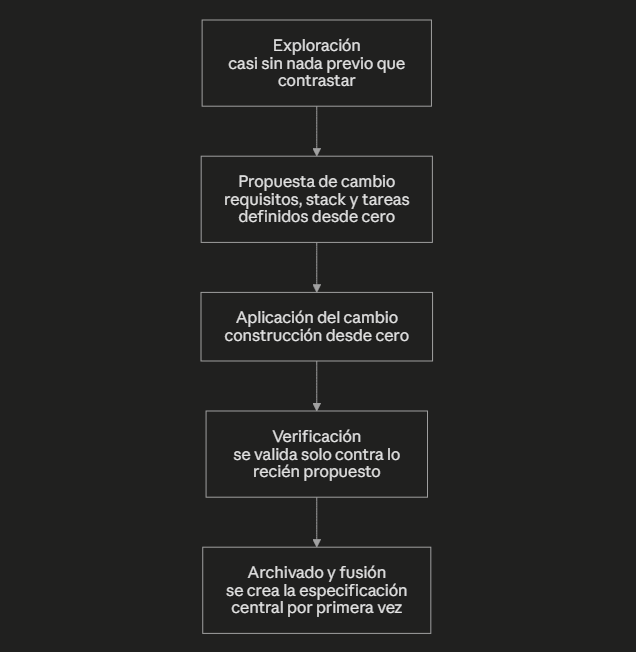 Exploración
casi sin nada previo que
contrastar
Propuesta de cambio
requisitos, stack y tareas
definidos desde cero
Aplicación del cambio
construcción desde cero
Verificación
se valida solo contra lo
recién propuesto
Archivado y fusión
se crea la especificación
central por primera vez